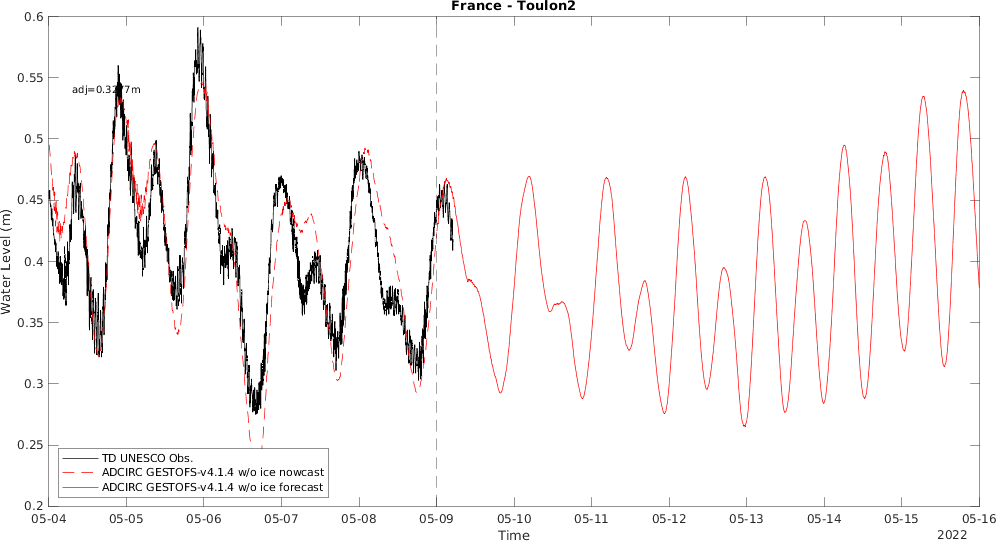 France - Toulon2
0.6
0.55
0.5
0.45
0.4
0.35
0.3
0.25
0.2
Water Level (m)
TD UNESCO Obs.
ADCIRC GESTOFS-v4.1.4 w/o ice nowcast
ADCIRC GESTOFS-v4.1.4 w/o ice forecast
05-04 05-05 05-06 05-07 05-08 05-09 05-10 05-11 05-12 05-13 05-14 05-15 05-16
Time
2022